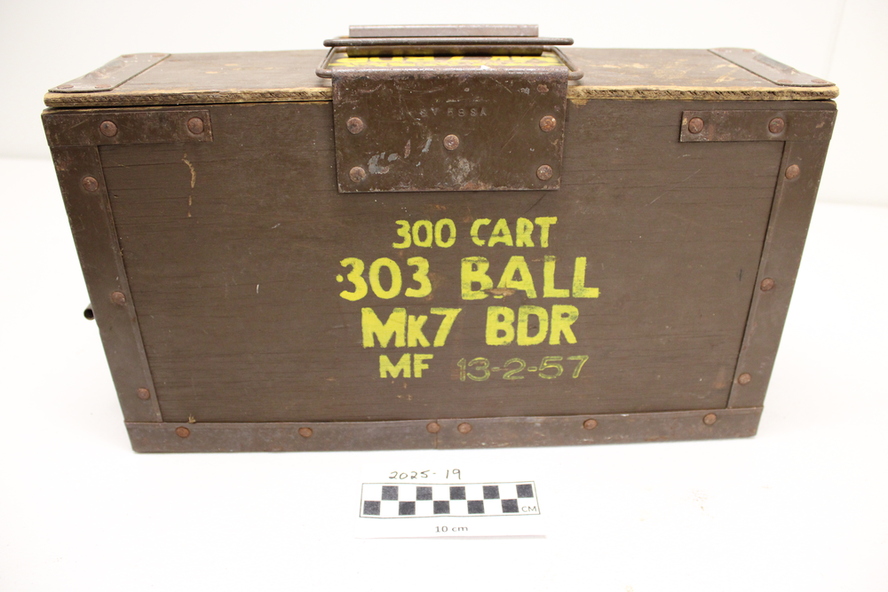 300 CART
.303 BALL
Mk7 BDR
MF 13-2-57
2025-19
CM
10 cm